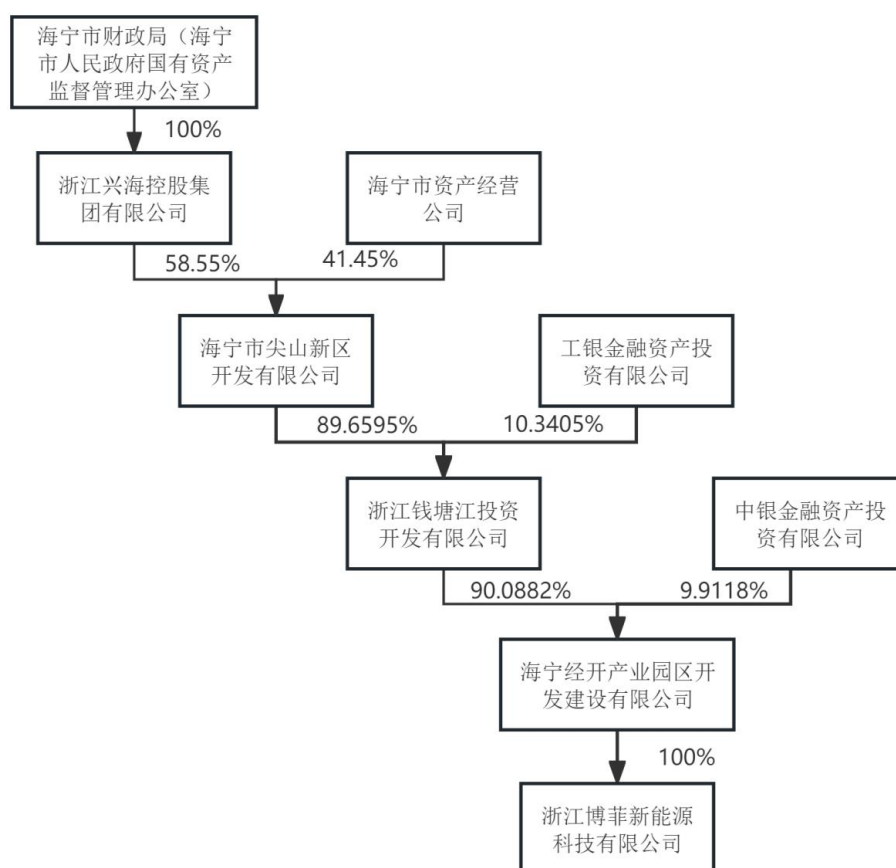 海宁市财政局（海宁
市人民政府国有资产
监督管理办公室）
100%
浙江兴海控股集
团有限公司
海宁市资产经营
公司
58.55%
41.45%
海宁市尖山新区
开发有限公司
工银金融资产投
资有限公司
89.6595%
10.3405%
浙江钱塘江投资
开发有限公司
中银金融资产投
资有限公司
90.0882%
9.9118%
海宁经开产业园区开
发建设有限公司
100%
浙江博菲新能源
科技有限公司